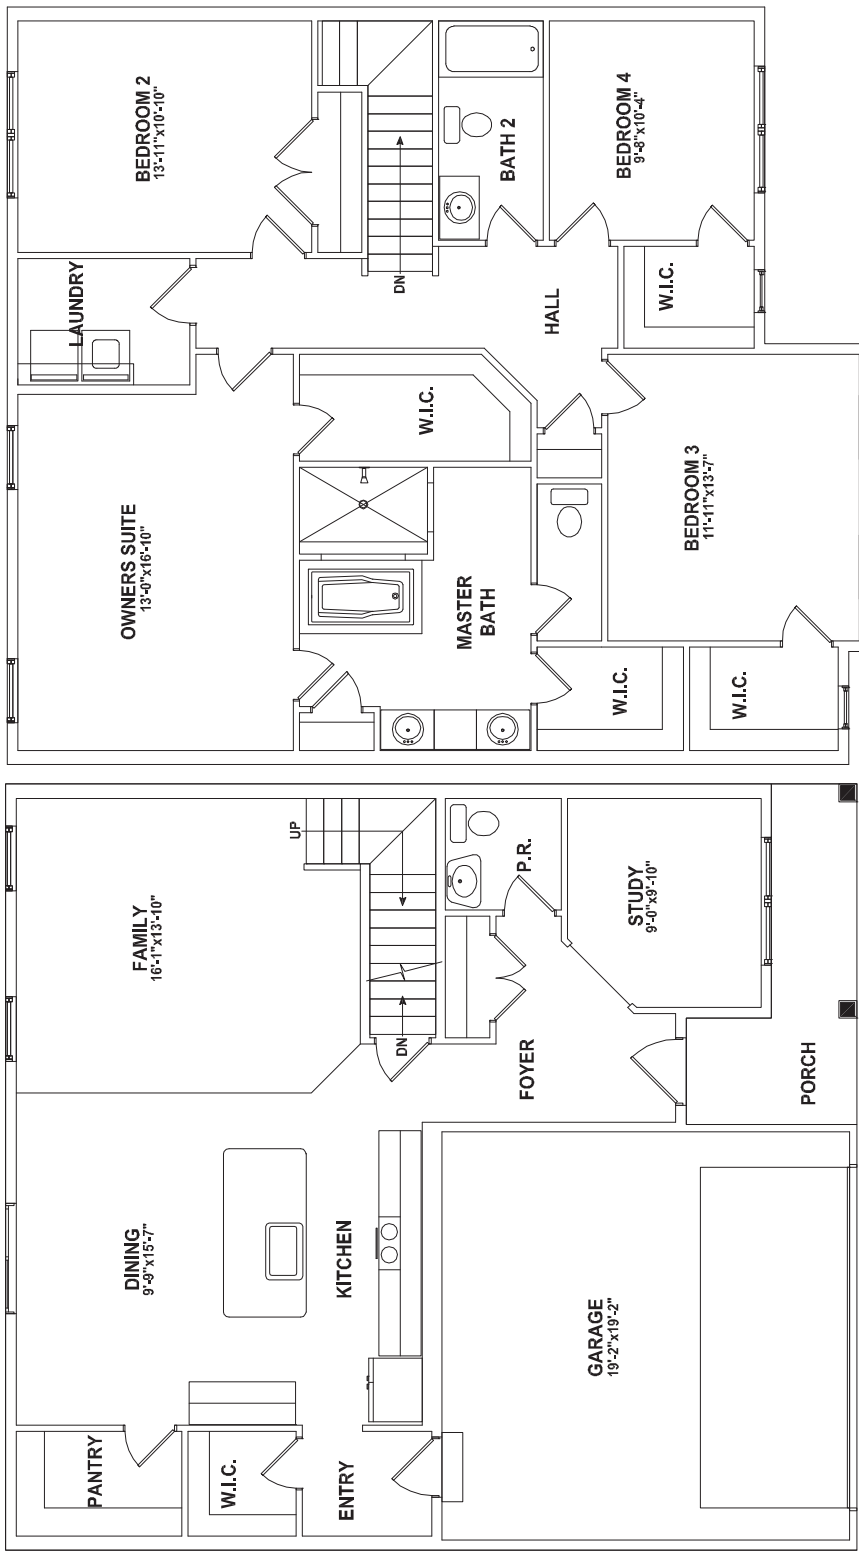 BEDROOM 2
13'-11"x10'-10"
BATH 2
BEDROOM 4
9'-8"x10'-4"
LAUNDRY
DN
HALL
W.I.C.
W.I.C.
OWNERS SUITE
13'-0"x16'-10"
MASTER
BATH
BEDROOM 3
11'-11"x13'-7"
W.I.C.
W.I.C.
UP
FAMILY
16'-1"x13'-10"
P.R.
STUDY
9'-0"x9'-10"
DN
FOYER
PORCH
DINING
9'-9"x15'-7"
KITCHEN
GARAGE
19'-2"x19'-2"
PANTRY
W.I.C.
ENTRY